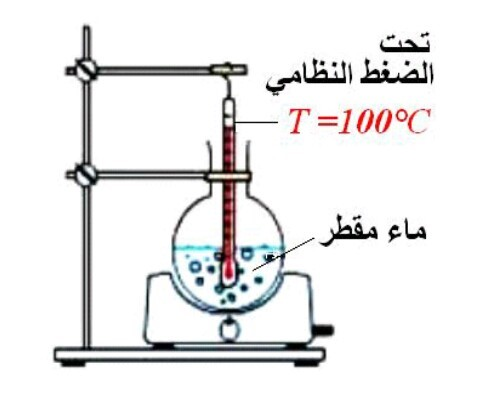 تحت
الضغط النظامي
T =100°C
ماء مقطر